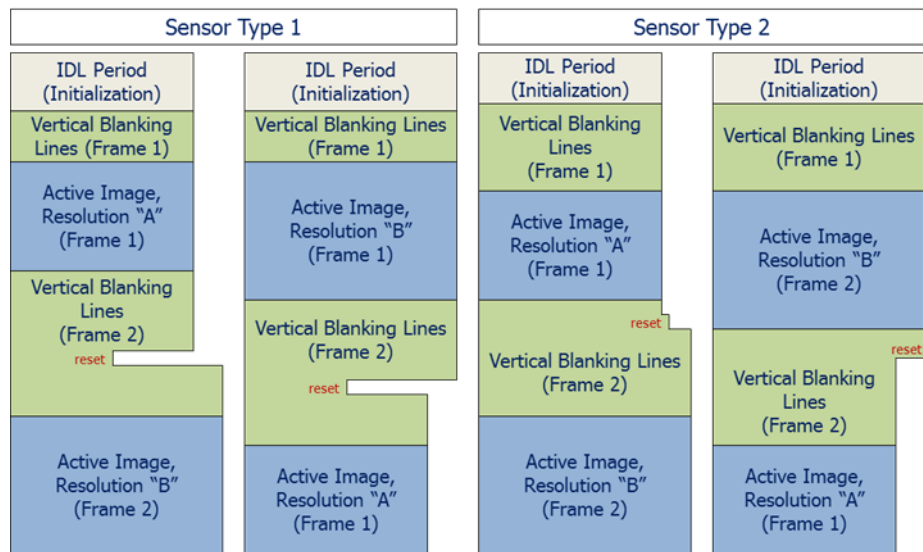 Sensor Type 1
IDL Period
(Initialization)
Vertical Blanking
Lines (Frame 1)
Active Image,
Resolution “A”
(Frame 1)
Vertical Blanking
Lines
(Frame 2)
reset
Active Image,
Resolution “B”
(Frame 2)
IDL Period
(Initialization)
Vertical Blanking Lines
(Frame 1)
Active Image,
Resolution “B”
(Frame 1)
Vertical Blanking Lines
(Frame 2)
reset
Active Image,
Resolution “A”
(Frame 1)
Sensor Type 2
IDL Period
(Initialization)
Vertical Blanking
Lines
(Frame 1)
Active Image,
Resolution “A”
(Frame 1)
reset
Vertical Blanking Lines
(Frame 2)
Active Image,
Resolution “B”
(Frame 2)
IDL Period
(Initialization)
Vertical Blanking Lines
(Frame 1)
Active Image,
Resolution “B”
(Frame 2)
reset
Vertical Blanking
Lines
(Frame 2)
Active Image,
Resolution “A”
(Frame 1)